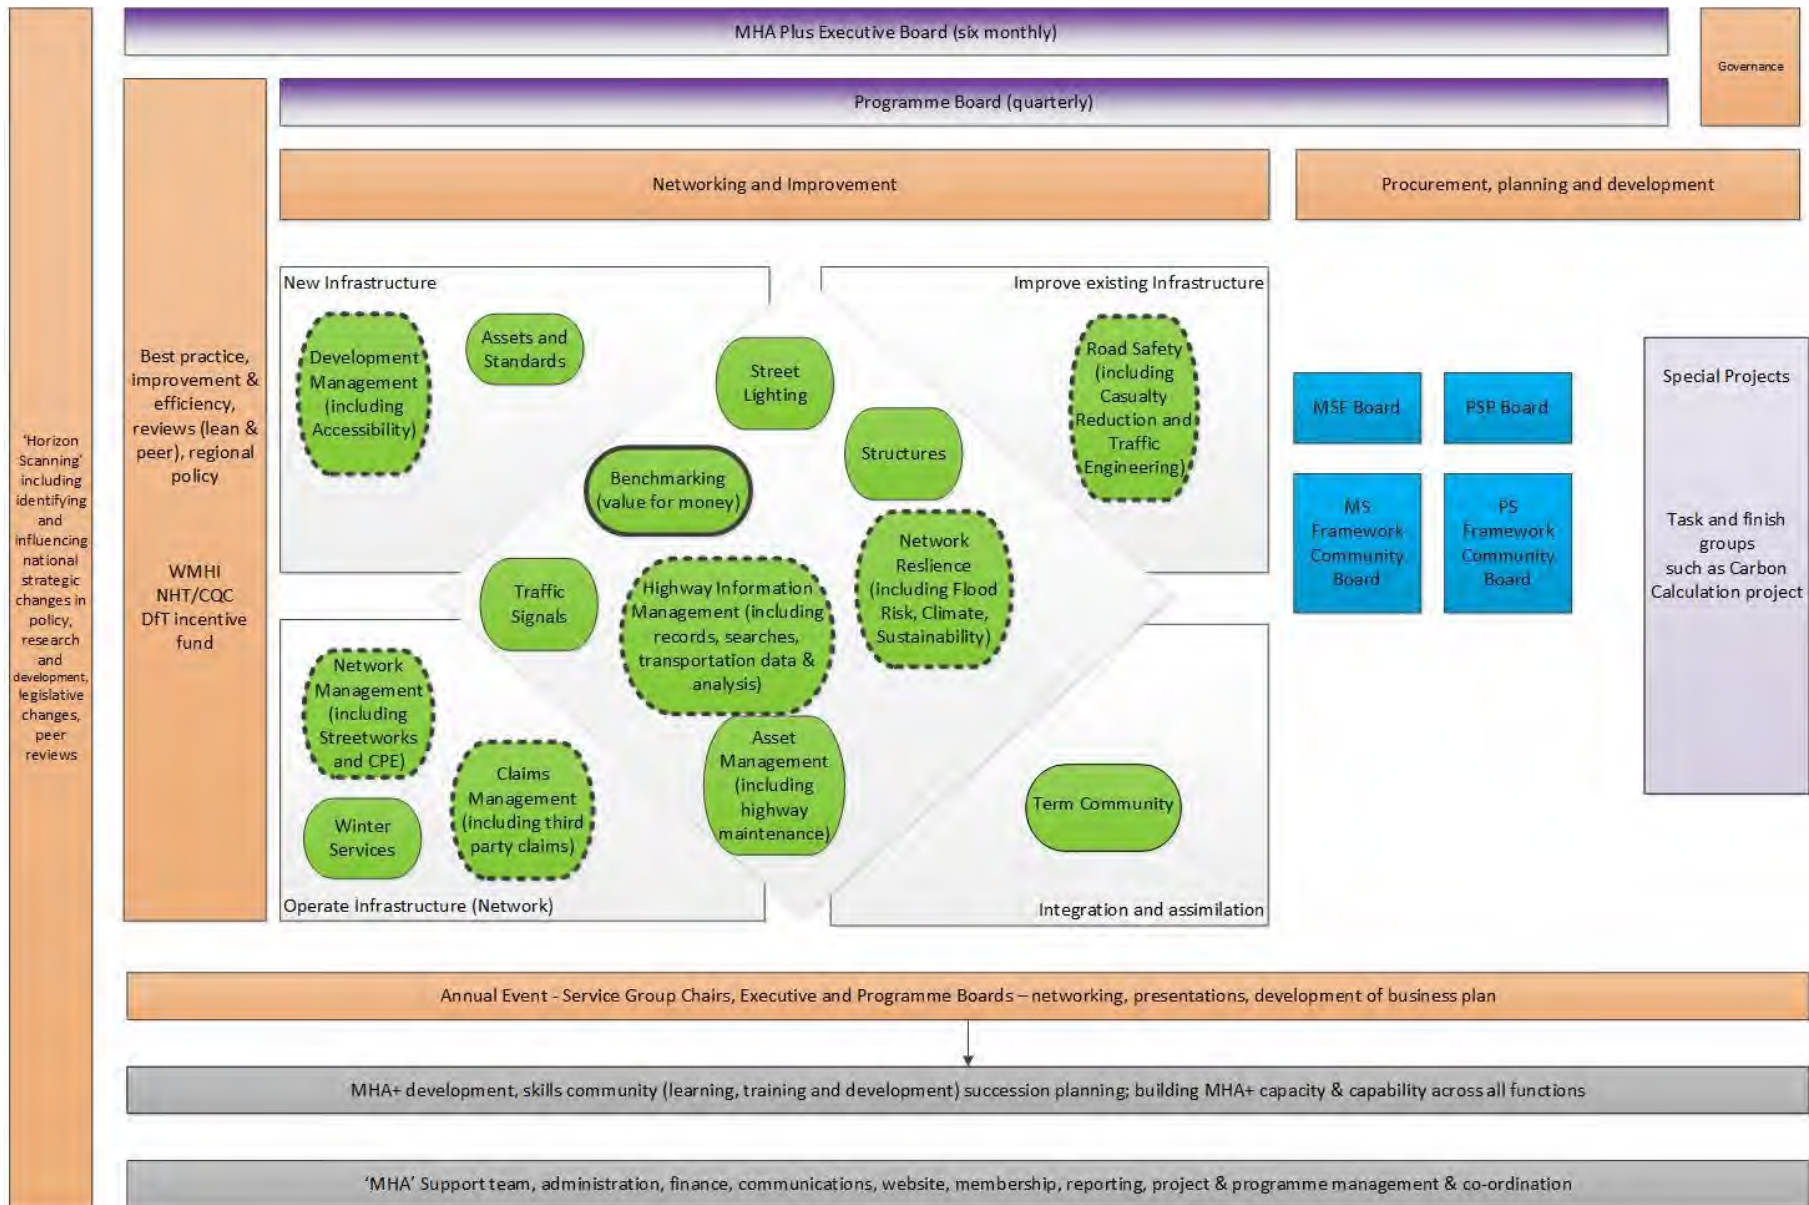 MHA Plus Executive Board (six monthly)
Governance
Programme Board (quarterly)
Networking and Improvement
Procurement, planning and development
'Horizon
Scanning'
including
identifying
and
influencing
national
strategic
changes in
policy,
research
and
development,
legislative
changes,
peer
reviews
Best practice,
improvement &
efficiency,
reviews (lean &
peer), regional
policy
WMHI
NHT/CQC
DfT incentive
fund
New Infrastructure
Development
Management
(including
Accessibility)
Assets and
Standards
Street
Lighting
Improve existing Infrastructure
Road Safety
(including
Casualty
Reduction and
Traffic
Engineering)
Structures
Benchmarking
(value for money)
Network
Reslience
(including Flood
Risk, Climate,
Sustainability)
Traffic
Signals
Highway Information
Management (including
records, searches,
transportation data &
analysis)
Network
Management
(including
Streetworks
and CPE)
Claims
Management
(including third
party claims)
Winter
Services
Asset
Management
(including
highway
maintenance)
Operate Infrastructure (Network)
Term Community
Integration and assimilation
MSF Board
PSP Board
MS
Framework
Community
Board
PS
Framework
Community
Board
Special Projects
Task and finish
groups
such as Carbon
Calculation project
Annual Event - Service Group Chairs, Executive and Programme Boards – networking, presentations, development of business plan
MHA+ development, skills community (learning, training and development) succession planning; building MHA+ capacity & capability across all functions
'MHA' Support team, administration, finance, communications, website, membership, reporting, project & programme management & co-ordination